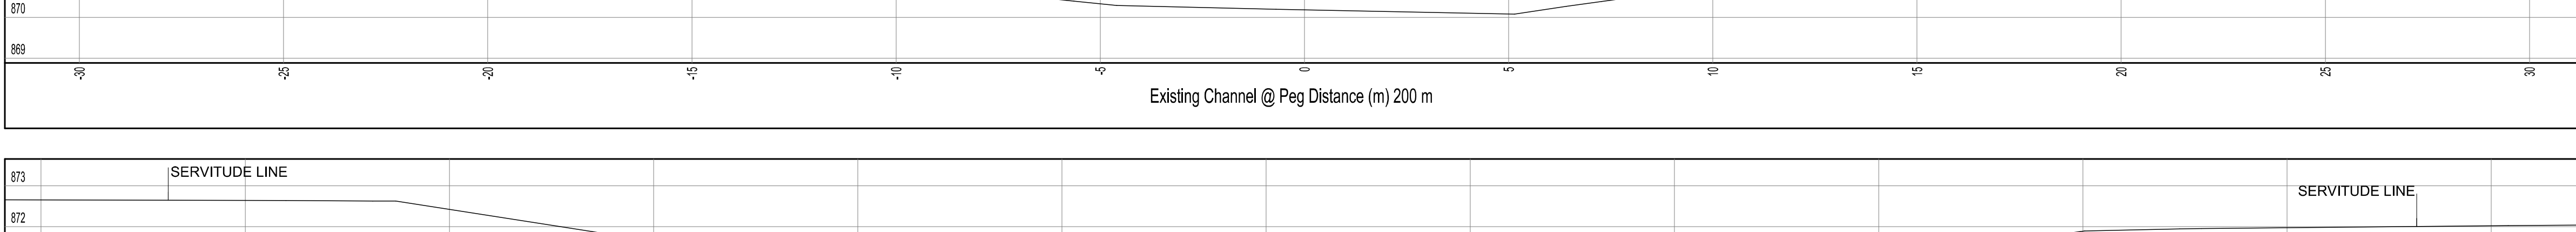 870
869
-30 -25 -20 -15 -10 -5 0 5 10 15 20 25 30
Existing Channel @ Peg Distance (m) 200 m
SERVITUDE LINE
873
SERVITUDE LINE
872